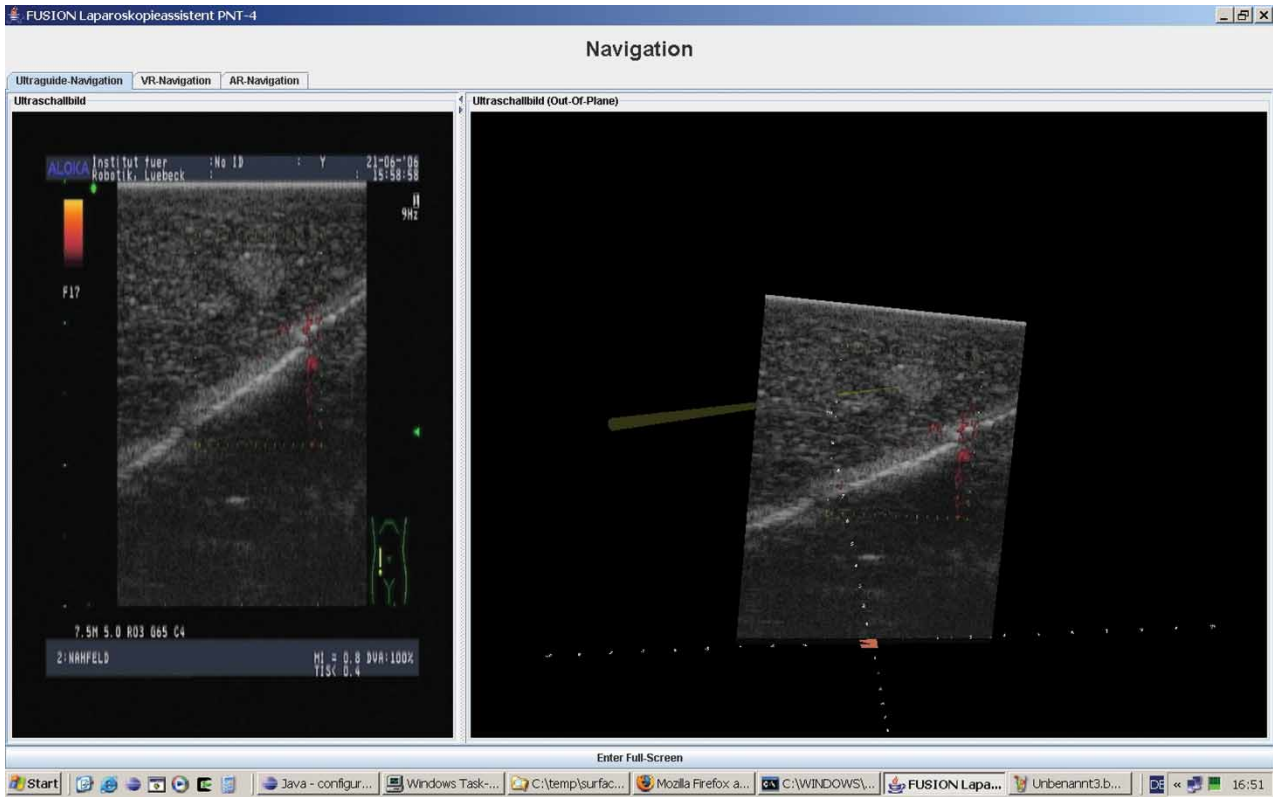 FUSION Laparoskopieassistent PNT-4
Navigation
Ultraguide-Navigation VR-Navigation AR-Navigation
Ultraschallbild
Ultraschallbild (Out-Of-Plane)
ALOKA
Institut fuer :No ID : Y 21-06-'06
Robotik, Luebeck : : 15:58:58
9Hz
F17
7.5M 5.0 R03 G65 C4
2:NAHFELD
MI = 0.8 DVA:100%
TIS< 0.4
Enter Full-Screen
Start Java - configur... Windows Task-... C:\temp\surfac... Mozilla Firefox a... C:\WINDOWS\... FUSION Lapa... Unbenannt3.b... DE « 16:51